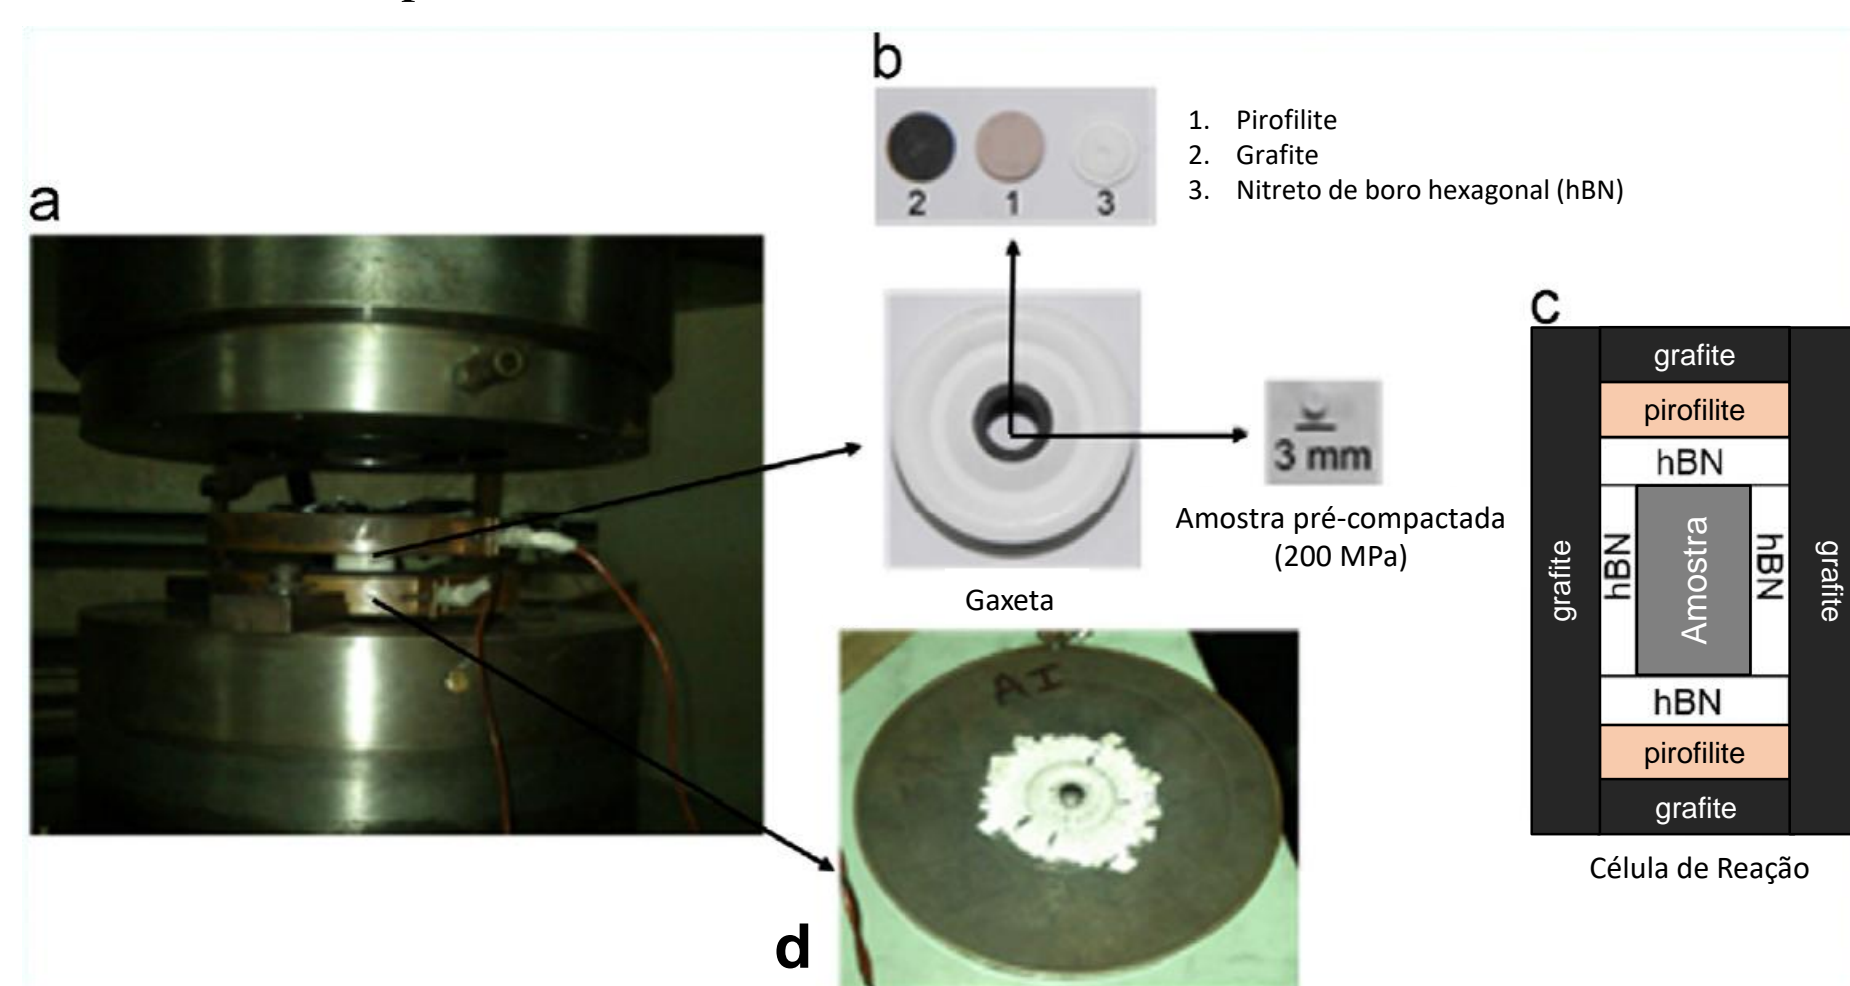 b
1. Pirofilite
2. Grafite
3. Nitreto de boro hexagonal (hBN)
2 1 3
a
c
3 mm
Amostra pré-compactada
(200 MPa)
Gaxeta
grafite
pirofilite
hBN
grafite
hBN
Amostra
hBN
grafite
hBN
pirofilite
grafite
Célula de Reação
AI
d